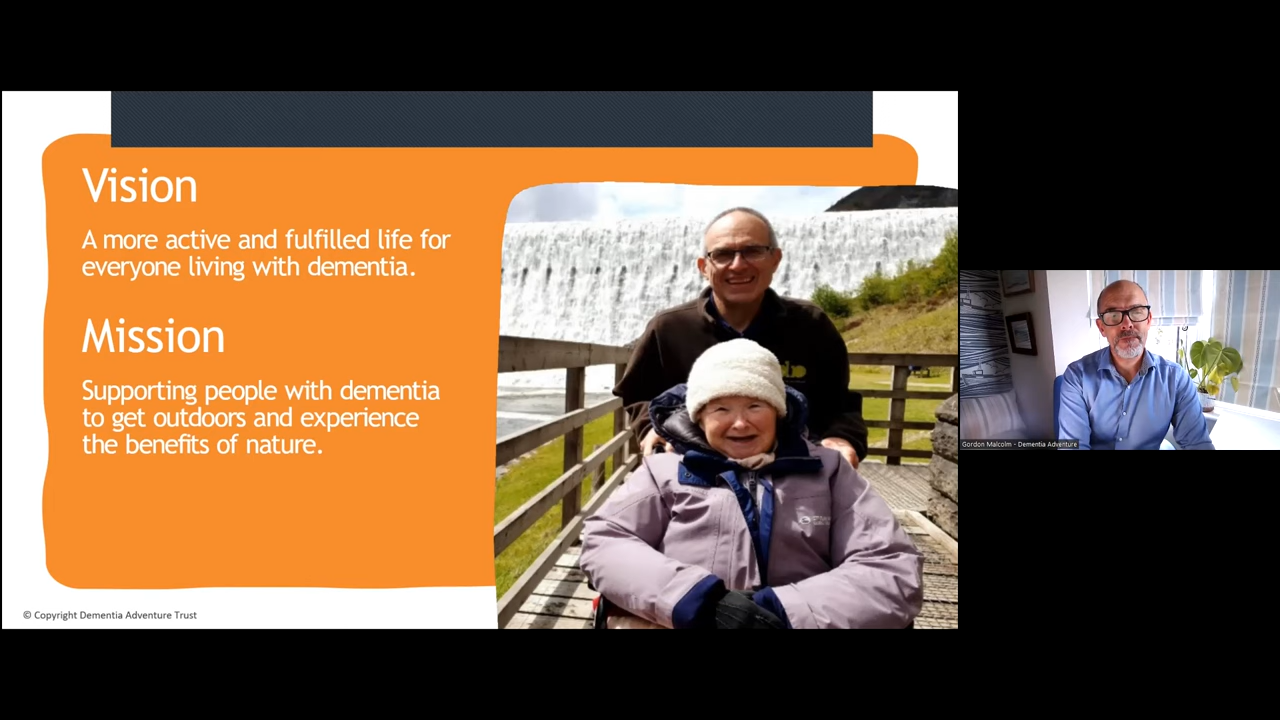 Vision
A more active and fulfilled life for
everyone living with dementia.
Mission
Supporting people with dementia
to get outdoors and experience
the benefits of nature.
© Copyright Dementia Adventure Trust
Gordon Malcolm - Dementia Adventure